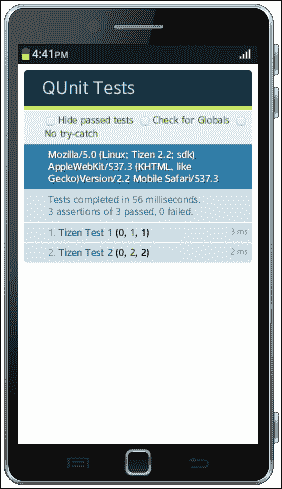 4:41PM
QUnit Tests
Hide passed tests Check for Globals
No try-catch
Mozilla/5.0 (Linux; Tizen 2.2; sdk)
AppleWebKit/537.3 (KHTML, like
Gecko)Version/2.2 Mobile Safari/537.3
Tests completed in 56 milliseconds.
3 assertions of 3 passed, 0 failed.
1. Tizen Test 1 (0, 1, 1) 3 ms
2. Tizen Test 2 (0, 2, 2) 2 ms